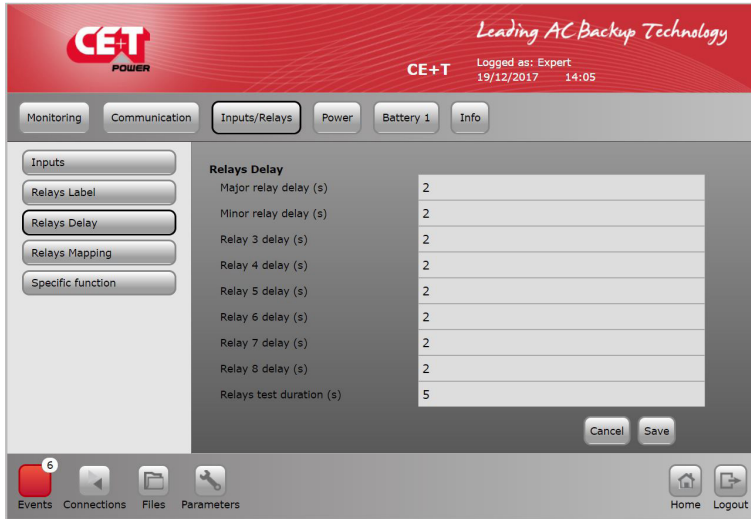 CE+T
POWER
Leading AC Backup Technology
CE+T
Logged as: Expert
19/12/2017 14:05
Monitoring Communication Inputs/Relays Power Battery 1 Info
Inputs
Relays Label
Relays Delay
Relays Mapping
Specific function
Relays Delay
Major relay delay (s) 2
Minor relay delay (s) 2
Relay 3 delay (s) 2
Relay 4 delay (s) 2
Relay 5 delay (s) 2
Relay 6 delay (s) 2
Relay 7 delay (s) 2
Relay 8 delay (s) 2
Relays test duration (s) 5
Cancel Save
6
Events Connections Files Parameters Home Logout